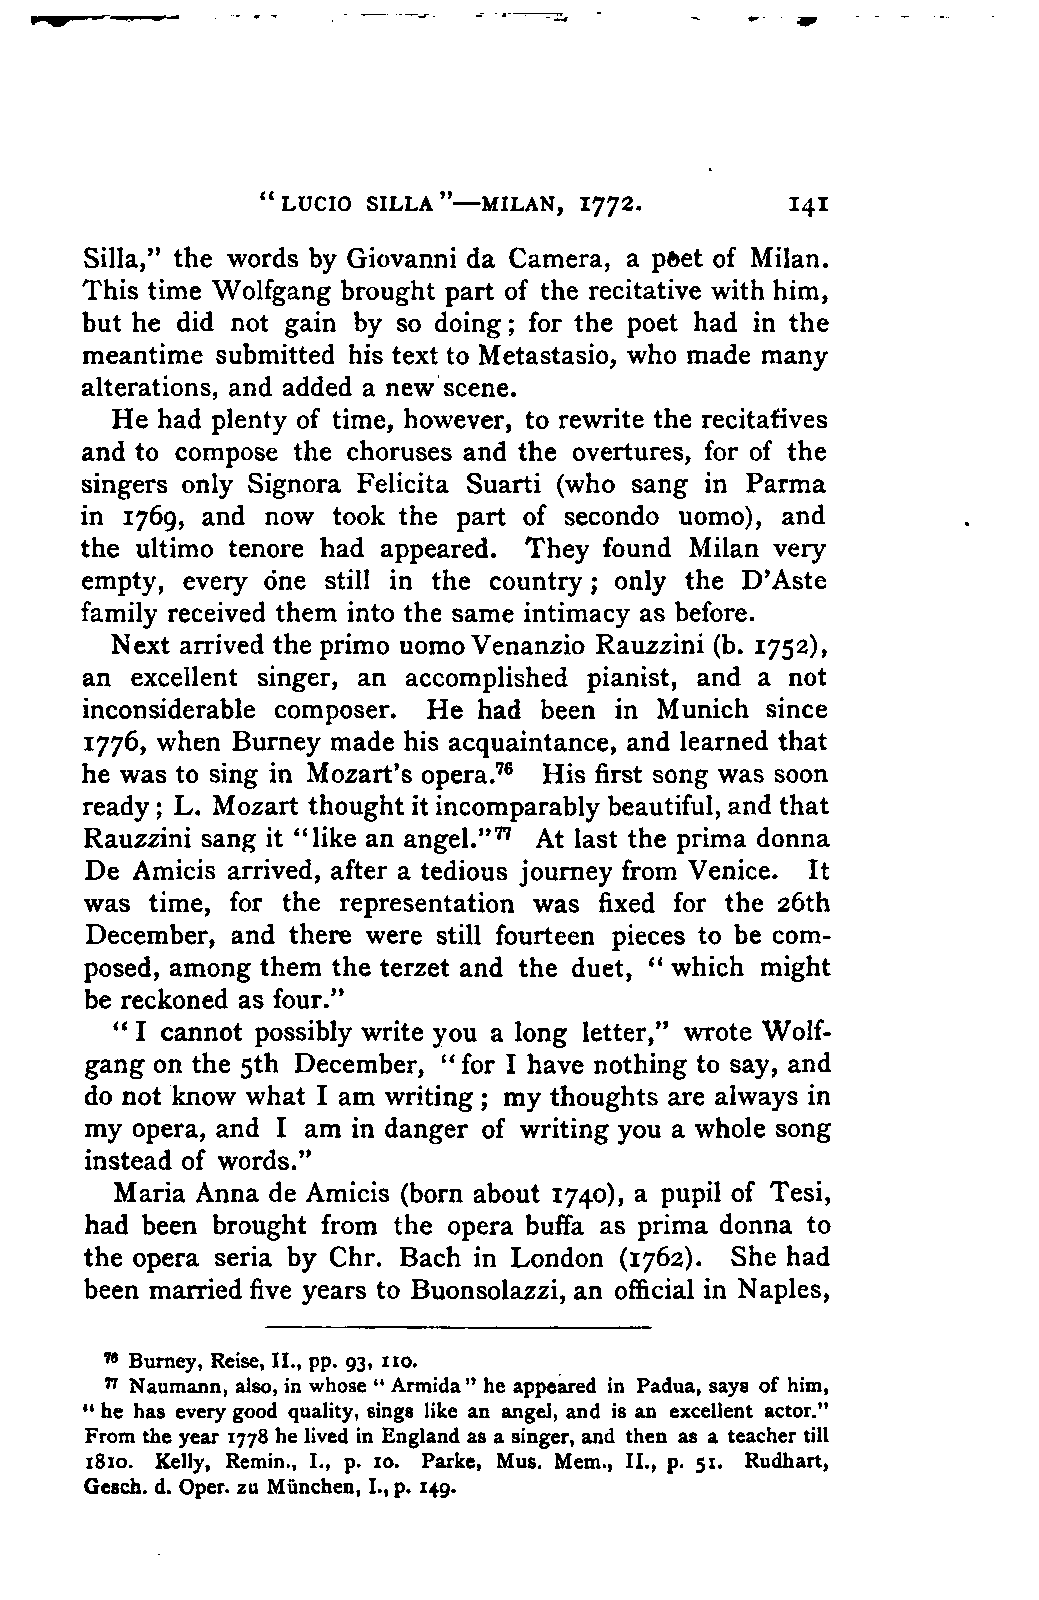 "LUCIO SILLA"—MILAN, 1772. 141
Silla," the words by Giovanni da Camera, a poet of Milan.
This time Wolfgang brought part of the recitative with him,
but he did not gain by so doing; for the poet had in the
meantime submitted his text to Metastasio, who made many
alterations, and added a new scene.
He had plenty of time, however, to rewrite the recitatives
and to compose the choruses and the overtures, for of the
singers only Signora Felicita Suarti (who sang in Parma
in 1769, and now took the part of secondo uomo), and
the ultimo tenore had appeared. They found Milan very
empty, every one still in the country; only the D'Aste
family received them into the same intimacy as before.
Next arrived the primo uomo Venanzio Rauzzini (b. 1752),
an excellent singer, an accomplished pianist, and a not
inconsiderable composer. He had been in Munich since
1776, when Burney made his acquaintance, and learned that
he was to sing in Mozart's opera.76 His first song was soon
ready; L. Mozart thought it incomparably beautiful, and that
Rauzzini sang it "like an angel."77 At last the prima donna
De Amicis arrived, after a tedious journey from Venice. It
was time, for the representation was fixed for the 26th
December, and there were still fourteen pieces to be com-
posed, among them the terzet and the duet, "which might
be reckoned as four."
"I cannot possibly write you a long letter," wrote Wolf-
gang on the 5th December, "for I have nothing to say, and
do not know what I am writing; my thoughts are always in
my opera, and I am in danger of writing you a whole song
instead of words."
Maria Anna de Amicis (born about 1740), a pupil of Tesi,
had been brought from the opera buffa as prima donna to
the opera seria by Chr. Bach in London (1762). She had
been married five years to Buonsolazzi, an official in Naples,
76 Burney, Reise, II., pp. 93, 110.
77 Naumann, also, in whose "Armida" he appeared in Padua, says of him,
"he has every good quality, sings like an angel, and is an excellent actor."
From the year 1778 he lived in England as a singer, and then as a teacher till
1810. Kelly, Remin., I., p. 10. Parke, Mus. Mem., II., p. 51. Rudhart,
Gesch. d. Oper. zu München, I., p. 149.